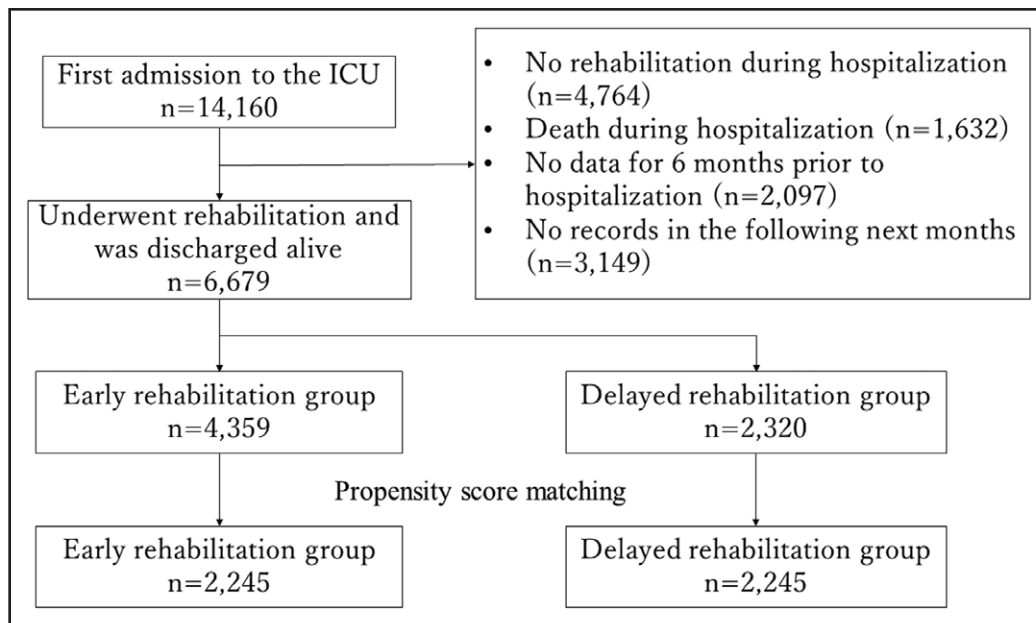 First admission to the ICU
n=14,160
• No rehabilitation during hospitalization
(n=4,764)
• Death during hospitalization (n=1,632)
• No data for 6 months prior to
hospitalization (n=2,097)
• No records in the following next months
(n=3,149)
Underwent rehabilitation and
was discharged alive
n=6,679
Early rehabilitation group
n=4,359
Delayed rehabilitation group
n=2,320
Propensity score matching
Early rehabilitation group
n=2,245
Delayed rehabilitation group
n=2,245